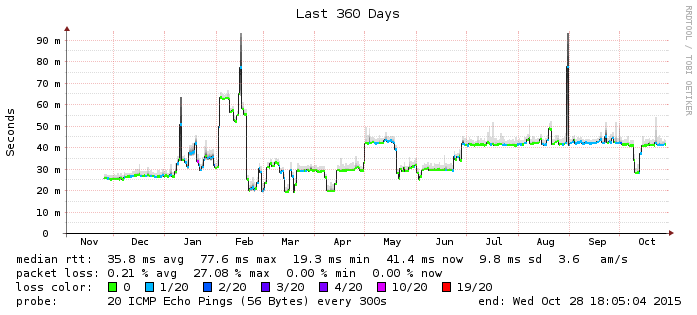 Last 360 Days
RRDTOOL / TOBI OETIKER
Seconds
90 m
80 m
70 m
60 m
50 m
40 m
30 m
20 m
10 m
0
Nov Dec Jan Feb Mar Apr May Jun Jul Aug Sep Oct
median rtt: 35.8 ms avg 77.6 ms max 19.3 ms min 41.4 ms now 9.8 ms sd 3.6 am/s
packet loss: 0.21 % avg 27.08 % max 0.00 % min 0.00 % now
loss color: 0 1/20 2/20 3/20 4/20 10/20 19/20
probe: 20 ICMP Echo Pings (56 Bytes) every 300s end: Wed Oct 28 18:05:04 2015